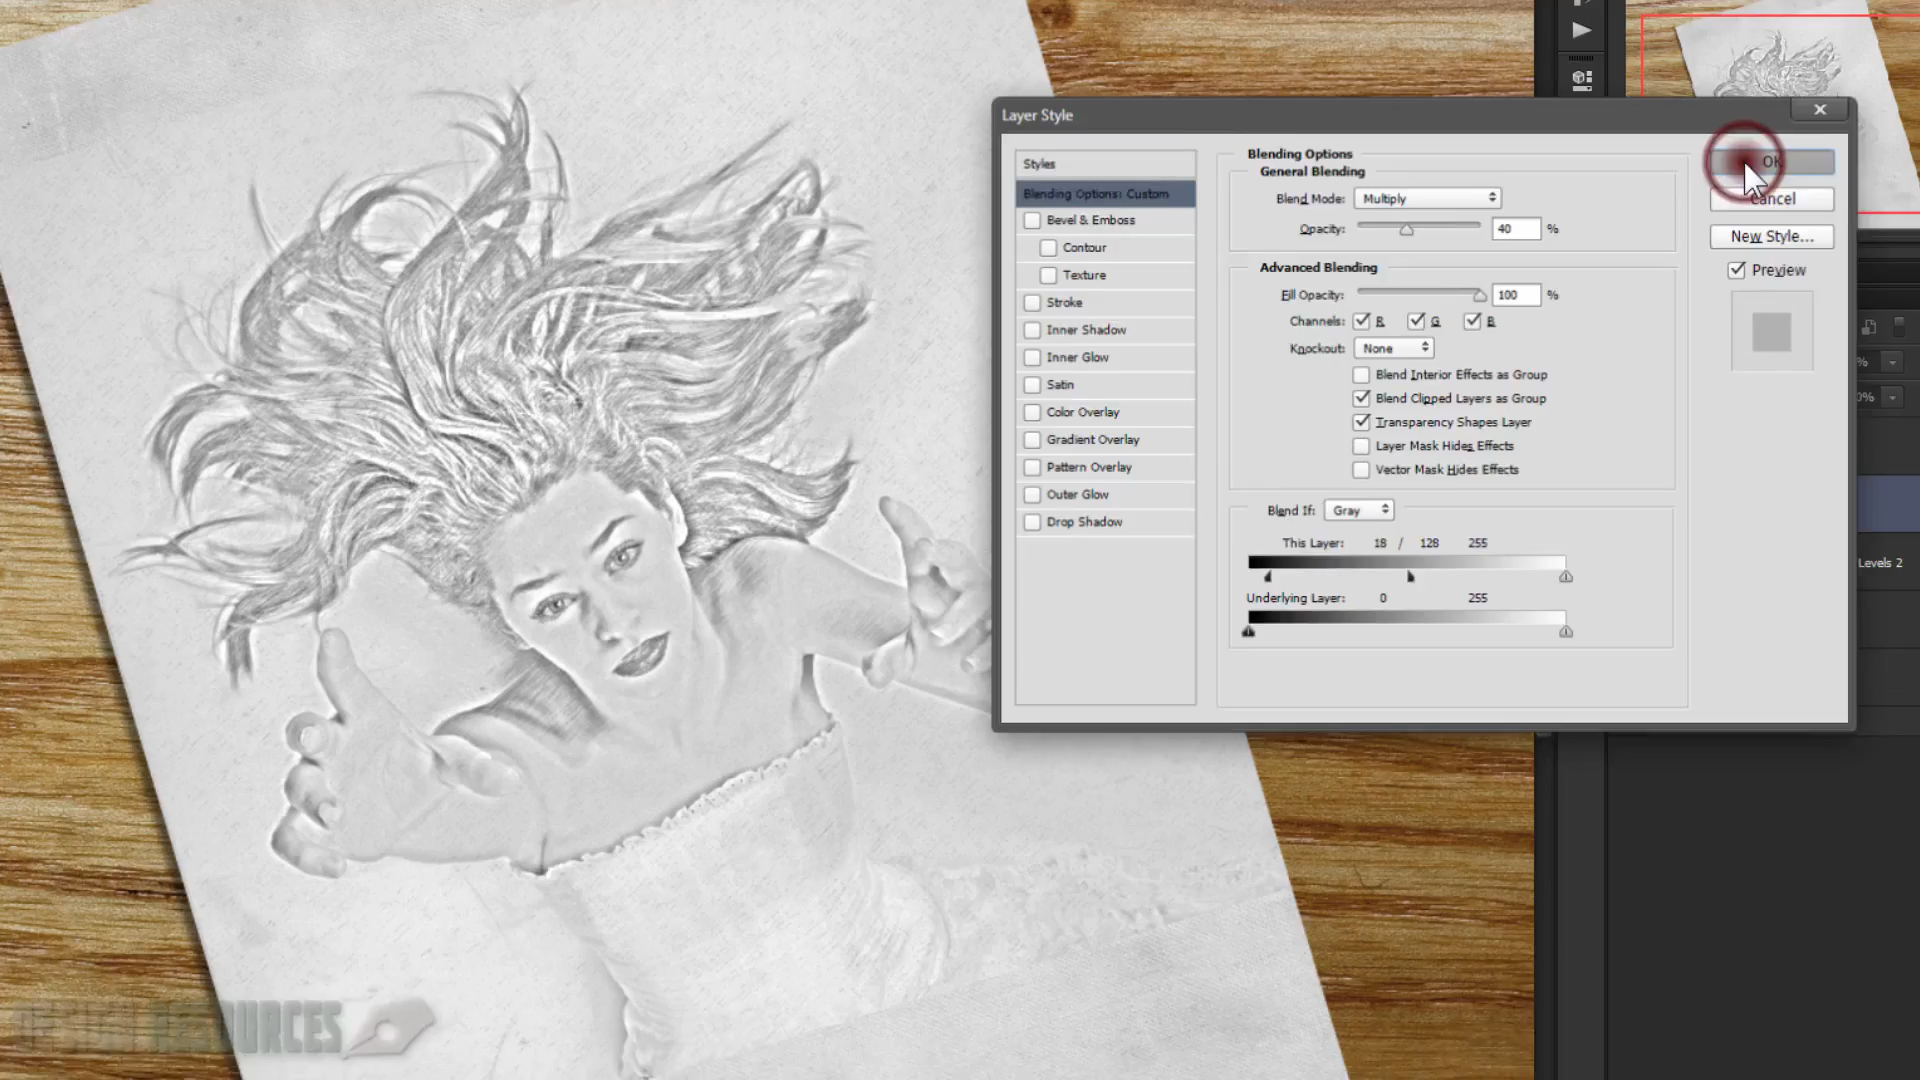 Layer Style
Styles
Blending Options: Custom
Bevel & Emboss
Contour
Texture
Stroke
Inner Shadow
Inner Glow
Satin
Color Overlay
Gradient Overlay
Pattern Overlay
Outer Glow
Drop Shadow
Blending Options
General Blending
Blend Mode: Multiply
Opacity: 40 %
Advanced Blending
Fill Opacity: 100 %
Channels: R G B
Knockout: None
Blend Interior Effects as Group
Blend Clipped Layers as Group
Transparency Shapes Layer
Layer Mask Hides Effects
Vector Mask Hides Effects
Blend If: Gray
This Layer: 18 / 128 255
Underlying Layer: 0 255
OK
Cancel
New Style...
Preview
%
0%
Levels 2
DESIGN RESOURCES